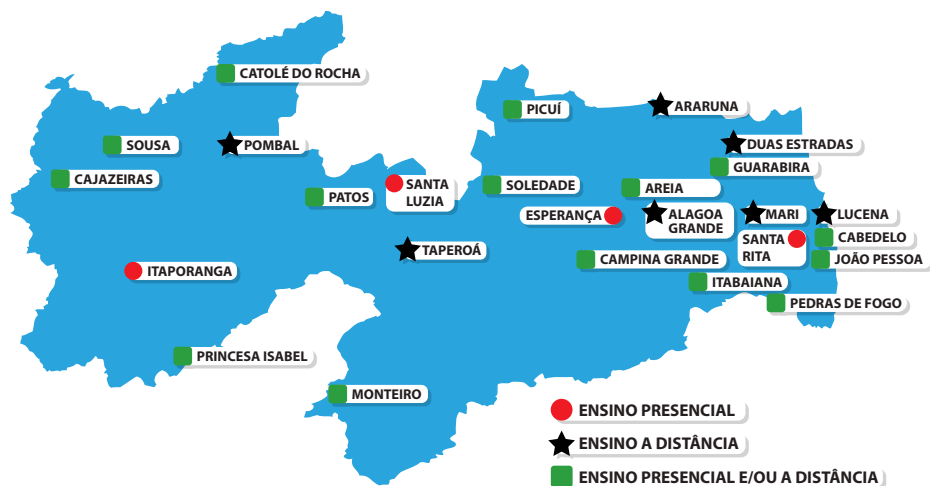 CATOLÉ DO ROCHA
PICUÍ
ARARUNA
SOUSA
POMBAL
DUAS ESTRADAS
GUARABIRA
CAJAZEIRAS
PATOS
SANTA
LUZIA
SOLEDADE
AREIA
ESPERANÇA
ALAGOA
GRANDE
MARI
LUCENA
TAPEROÁ
SANTA
RITA
CABEDELO
ITAPORANGA
CAMPINA GRANDE
JOÃO PESSOA
ITABAIANA
PEDRAS DE FOGO
PRINCESA ISABEL
MONTEIRO
ENSINO PRESENCIAL
ENSINO A DISTÂNCIA
ENSINO PRESENCIAL E/OU A DISTÂNCIA